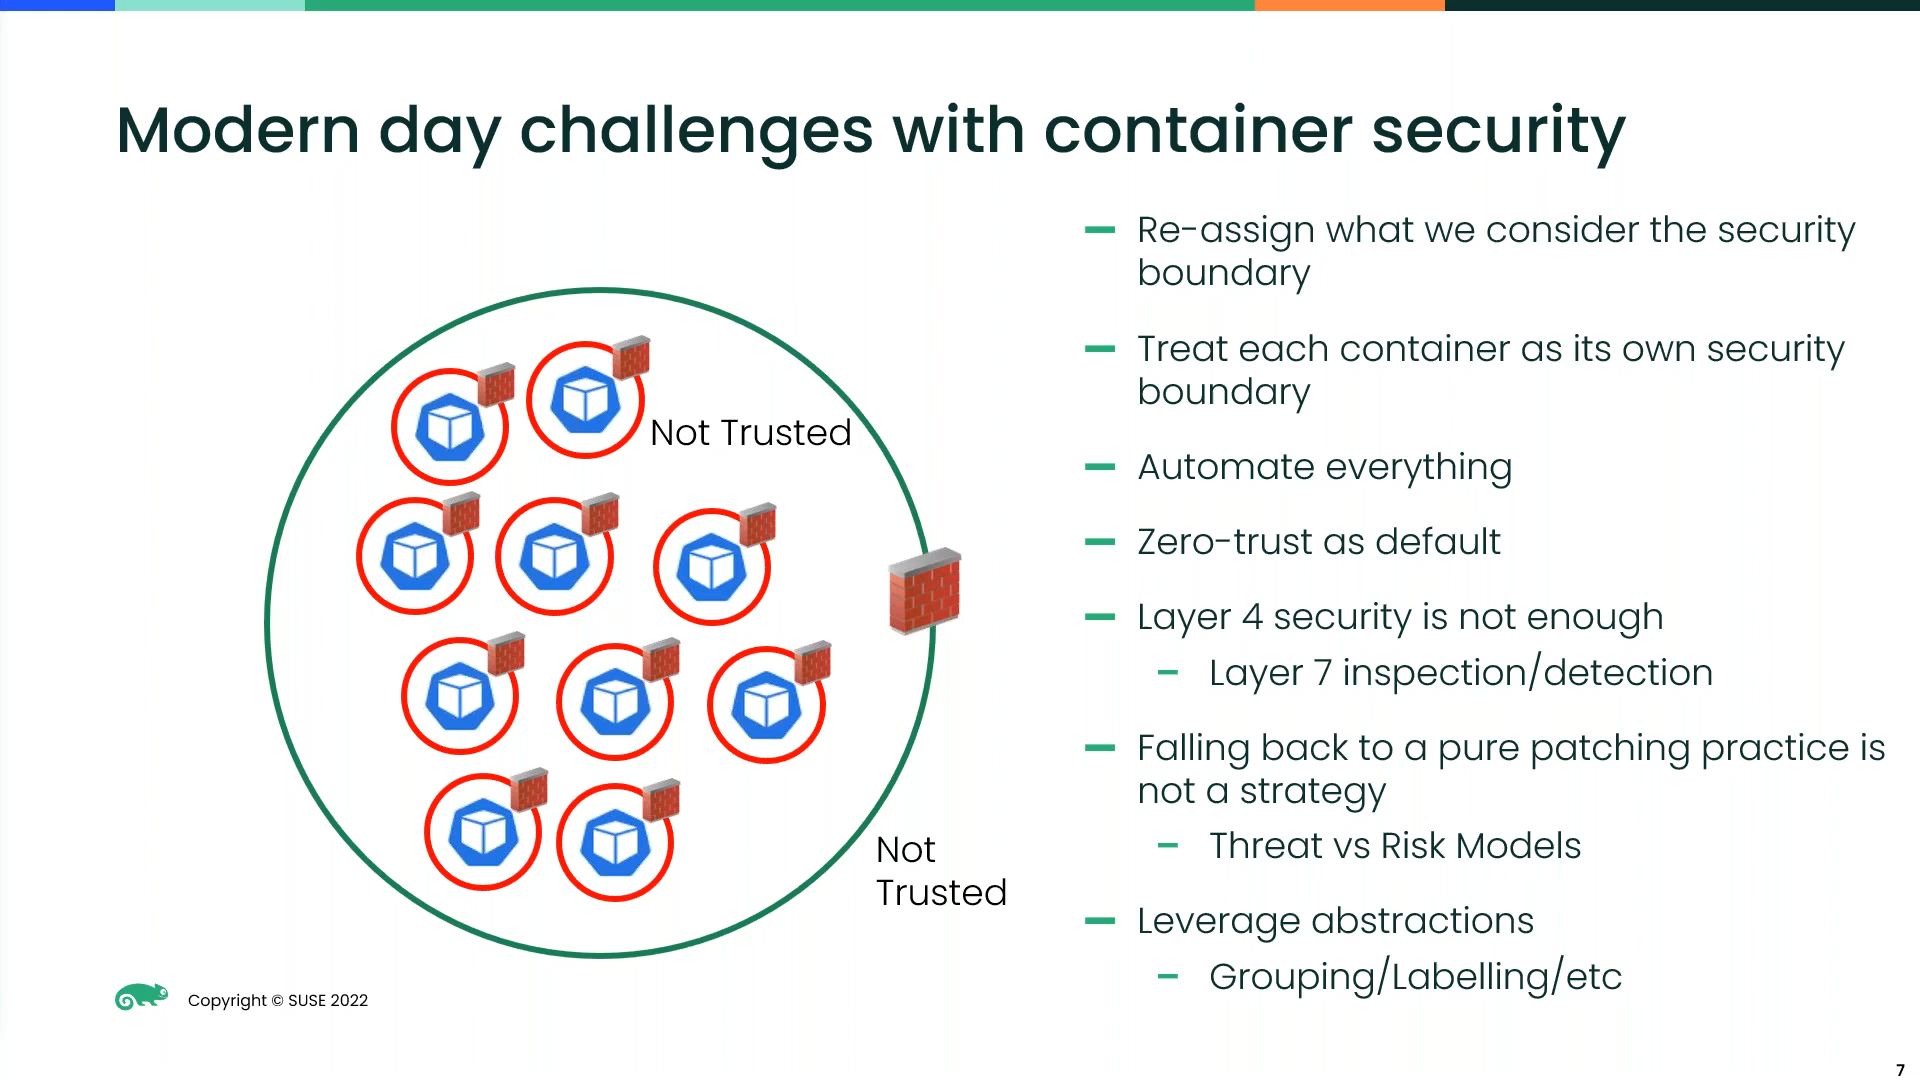 Modern day challenges with container security
Not Trusted
Not
Trusted
Re-assign what we consider the security
boundary
Treat each container as its own security
boundary
Automate everything
Zero-trust as default
Layer 4 security is not enough
Layer 7 inspection/detection
Falling back to a pure patching practice is
not a strategy
Threat vs Risk Models
Leverage abstractions
Grouping/Labelling/etc
Copyright © SUSE 2022
7